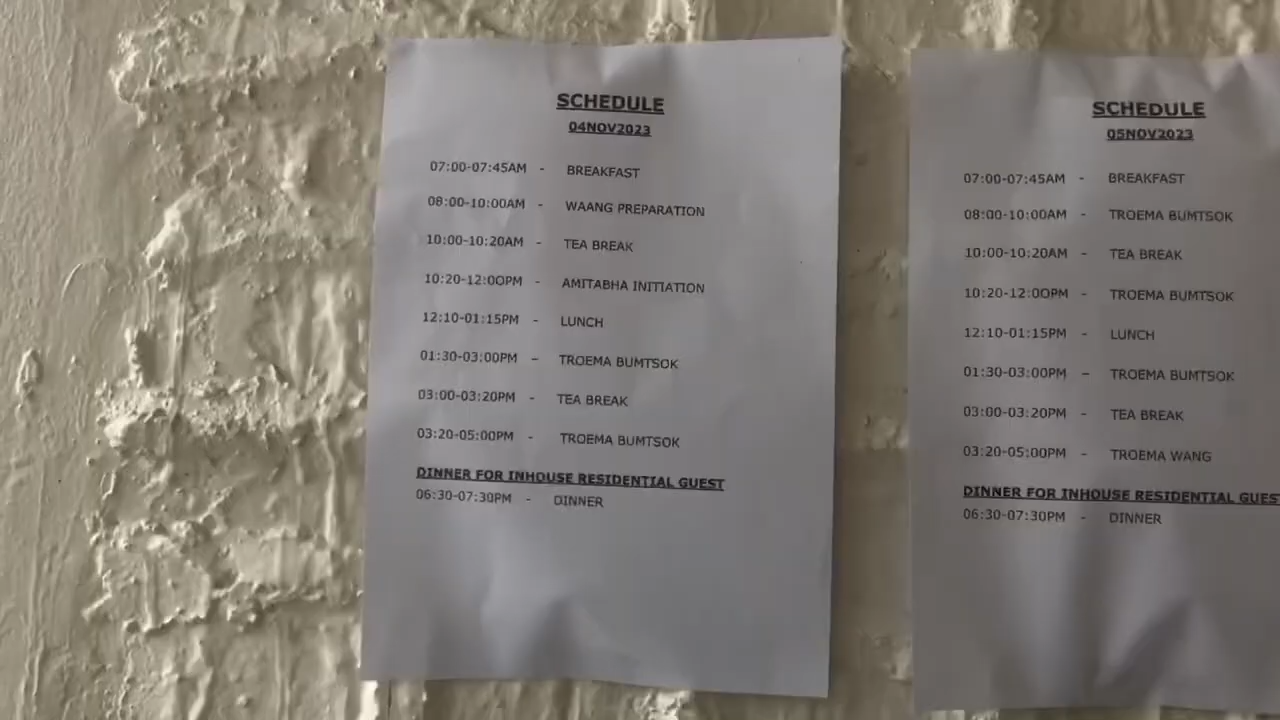 SCHEDULE
04NOV2023
07:00-07:45AM - BREAKFAST
08:00-10:00AM - WAANG PREPARATION
10:00-10:20AM - TEA BREAK
10:20-12:00PM - AMITABHA INITIATION
12:10-01:15PM - LUNCH
01:30-03:00PM – TROEMA BUMTSOK
03:00-03:20PM - TEA BREAK
03:20-05:00PM - TROEMA BUMTSOK
DINNER FOR INHOUSE RESIDENTIAL GUEST
06:30-07:30PM - DINNER
SCHEDULE
05NOV2023
07:00-07:45AM - BREAKFAST
08:00-10:00AM - TROEMA BUMTSOK
10:00-10:20AM - TEA BREAK
10:20-12:00PM - TROEMA BUMTSOK
12:10-01:15PM - LUNCH
01:30-03:00PM – TROEMA BUMTSOK
03:00-03:20PM - TEA BREAK
03:20-05:00PM - TROEMA WANG
DINNER FOR INHOUSE RESIDENTIAL GUES
06:30-07:30PM - DINNER